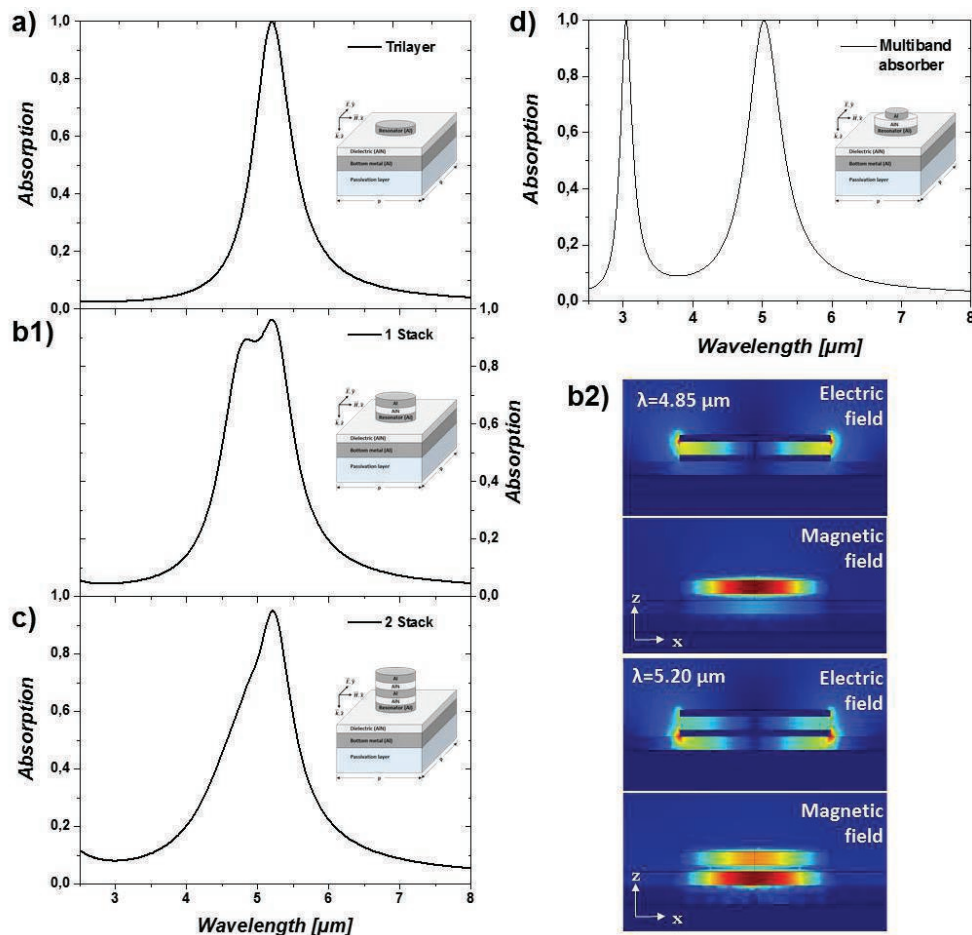 a)
Trilayer
Absorption
1,0
0,8
0,6
0,4
0,2
0,0
Resonator (Al)
Dielectric (AlN)
Bottom metal (Al)
Passivation layer
p
b1)
1 Stack
Absorption
1,0
0,8
0,6
0,4
0,2
0,0
Al
AlN
Resonator (Al)
Dielectric (AlN)
Bottom metal (Al)
Passivation layer
p
c)
2 Stack
Absorption
1,0
0,8
0,6
0,4
0,2
0,0
Al
AlN
Al
AlN
Resonator (Al)
Dielectric (AlN)
Bottom metal (Al)
Passivation layer
p
3 4 5 6 7 8
Wavelength [µm]
d)
Multiband
absorber
Absorption
1,0
0,8
0,6
0,4
0,2
0,0
Al
AlN
Resonator (Al)
Dielectric (AlN)
Bottom metal (Al)
Passivation layer
p
3 4 5 6 7 8
Wavelength [µm]
b2)
λ=4.85 µm
Electric
field
Magnetic
field
z
x
λ=5.20 µm
Electric
field
Magnetic
field
z
x